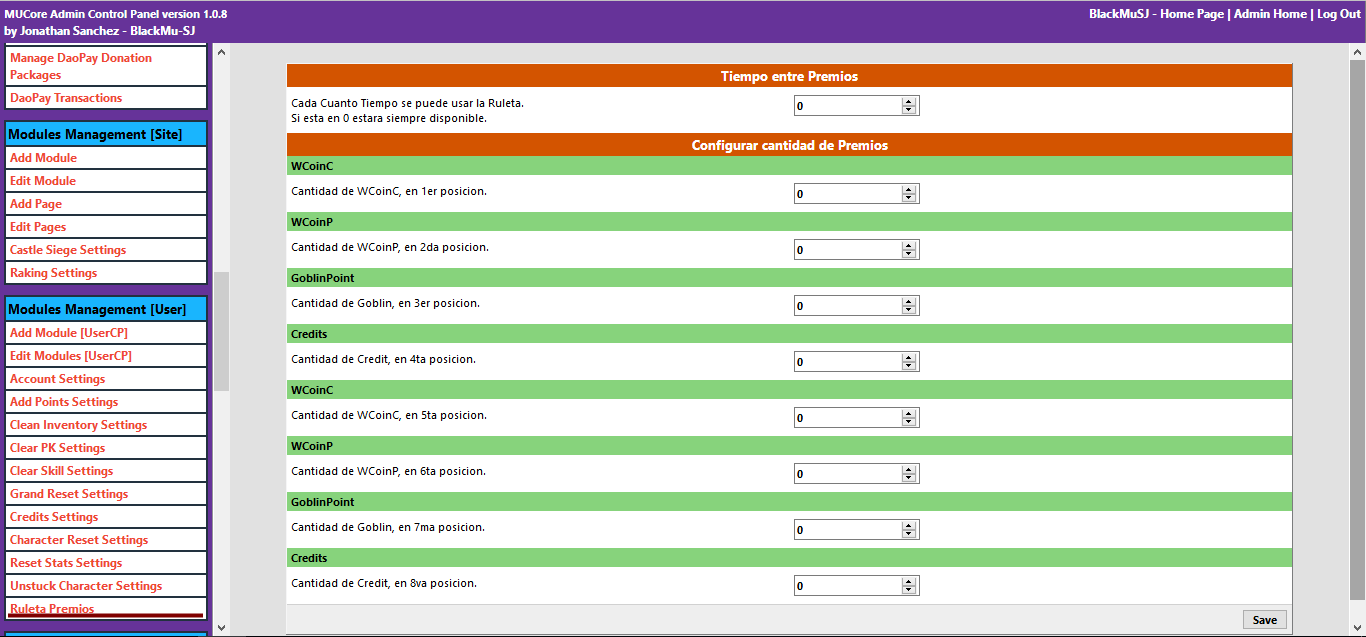 MUCore Admin Control Panel version 1.0.8
by Jonathan Sanchez - BlackMu-SJ
BlackMuSJ - Home Page | Admin Home | Log Out
Manage DaoPay Donation
Packages
DaoPay Transactions
Modules Management [Site]
Add Module
Edit Module
Add Page
Edit Pages
Castle Siege Settings
Raking Settings
Modules Management [User]
Add Module [UserCP]
Edit Modules [UserCP]
Account Settings
Add Points Settings
Clean Inventory Settings
Clear PK Settings
Clear Skill Settings
Grand Reset Settings
Credits Settings
Character Reset Settings
Reset Stats Settings
Unstuck Character Settings
Ruleta Premios
Tiempo entre Premios
Cada Cuanto Tiempo se puede usar la Ruleta.
Si esta en 0 estara siempre disponible.
0
Configurar cantidad de Premios
WCoinC
Cantidad de WCoinC, en 1er posicion.
0
WCoinP
Cantidad de WCoinP, en 2da posicion.
0
GoblinPoint
Cantidad de Goblin, en 3er posicion.
0
Credits
Cantidad de Credit, en 4ta posicion.
0
WCoinC
Cantidad de WCoinC, en 5ta posicion.
0
WCoinP
Cantidad de WCoinP, en 6ta posicion.
0
GoblinPoint
Cantidad de Goblin, en 7ma posicion.
0
Credits
Cantidad de Credit, en 8va posicion.
0
Save